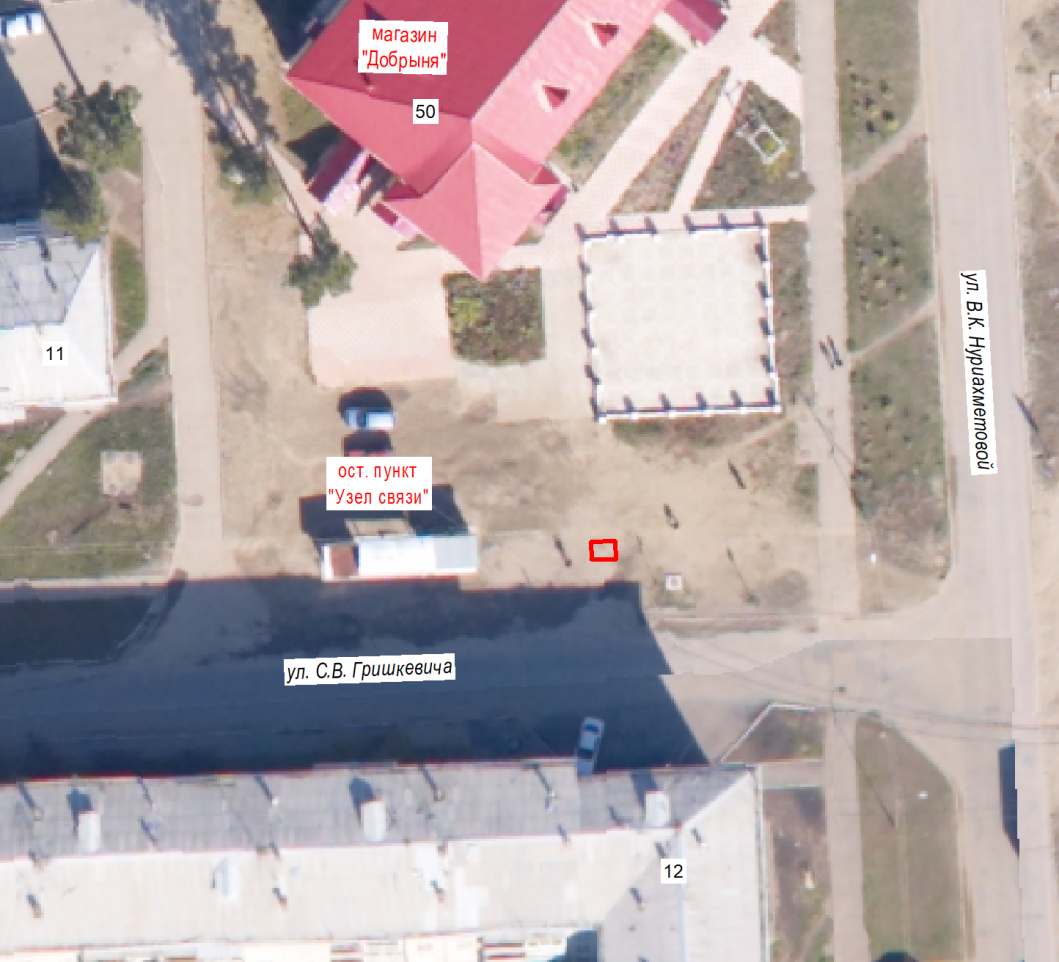 магазин
"Добрыня"
50
11
ул. В.К. Нуриахметовой
ост. пункт
"Узел связи"
ул. С.В. Гришкевича
12